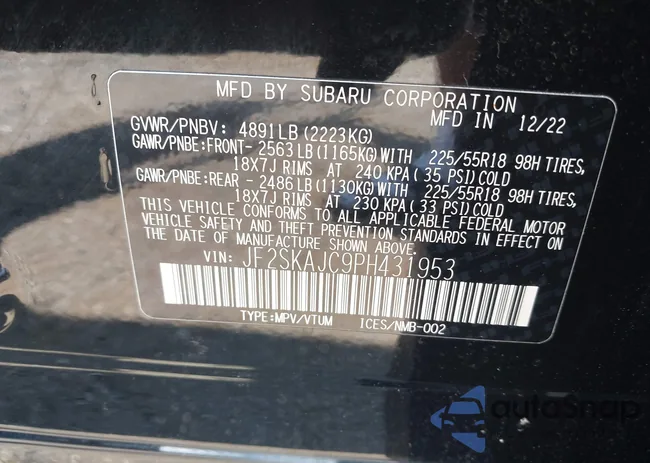 MFD BY SUBARU CORPORATION
MFD IN 12/22
GVWR/PNBV: 4891LB (2223KG)
GAWR/PNBE:FRONT- 2563LB (1165KG) WITH 225/55R18 98H TIRES,
18X7J RIMS AT 240 KPA (35 PSI) COLD
GAWR/PNBE:REAR - 2486LB (1130KG) WITH 225/55R18 98H TIRES,
18X7J RIMS AT 230 KPA (33 PSI) COLD
THIS VEHICLE CONFORMS TO ALL APPLICABLE FEDERAL MOTOR
VEHICLE SAFETY AND THEFT PREVENTION STANDARDS IN EFFECT ON
THE DATE OF MANUFACTURE SHOWN ABOVE.
VIN: JF2SKAJC9PH431953
TYPE:MPV/VTUM ICES/NMB-002
autoSnap